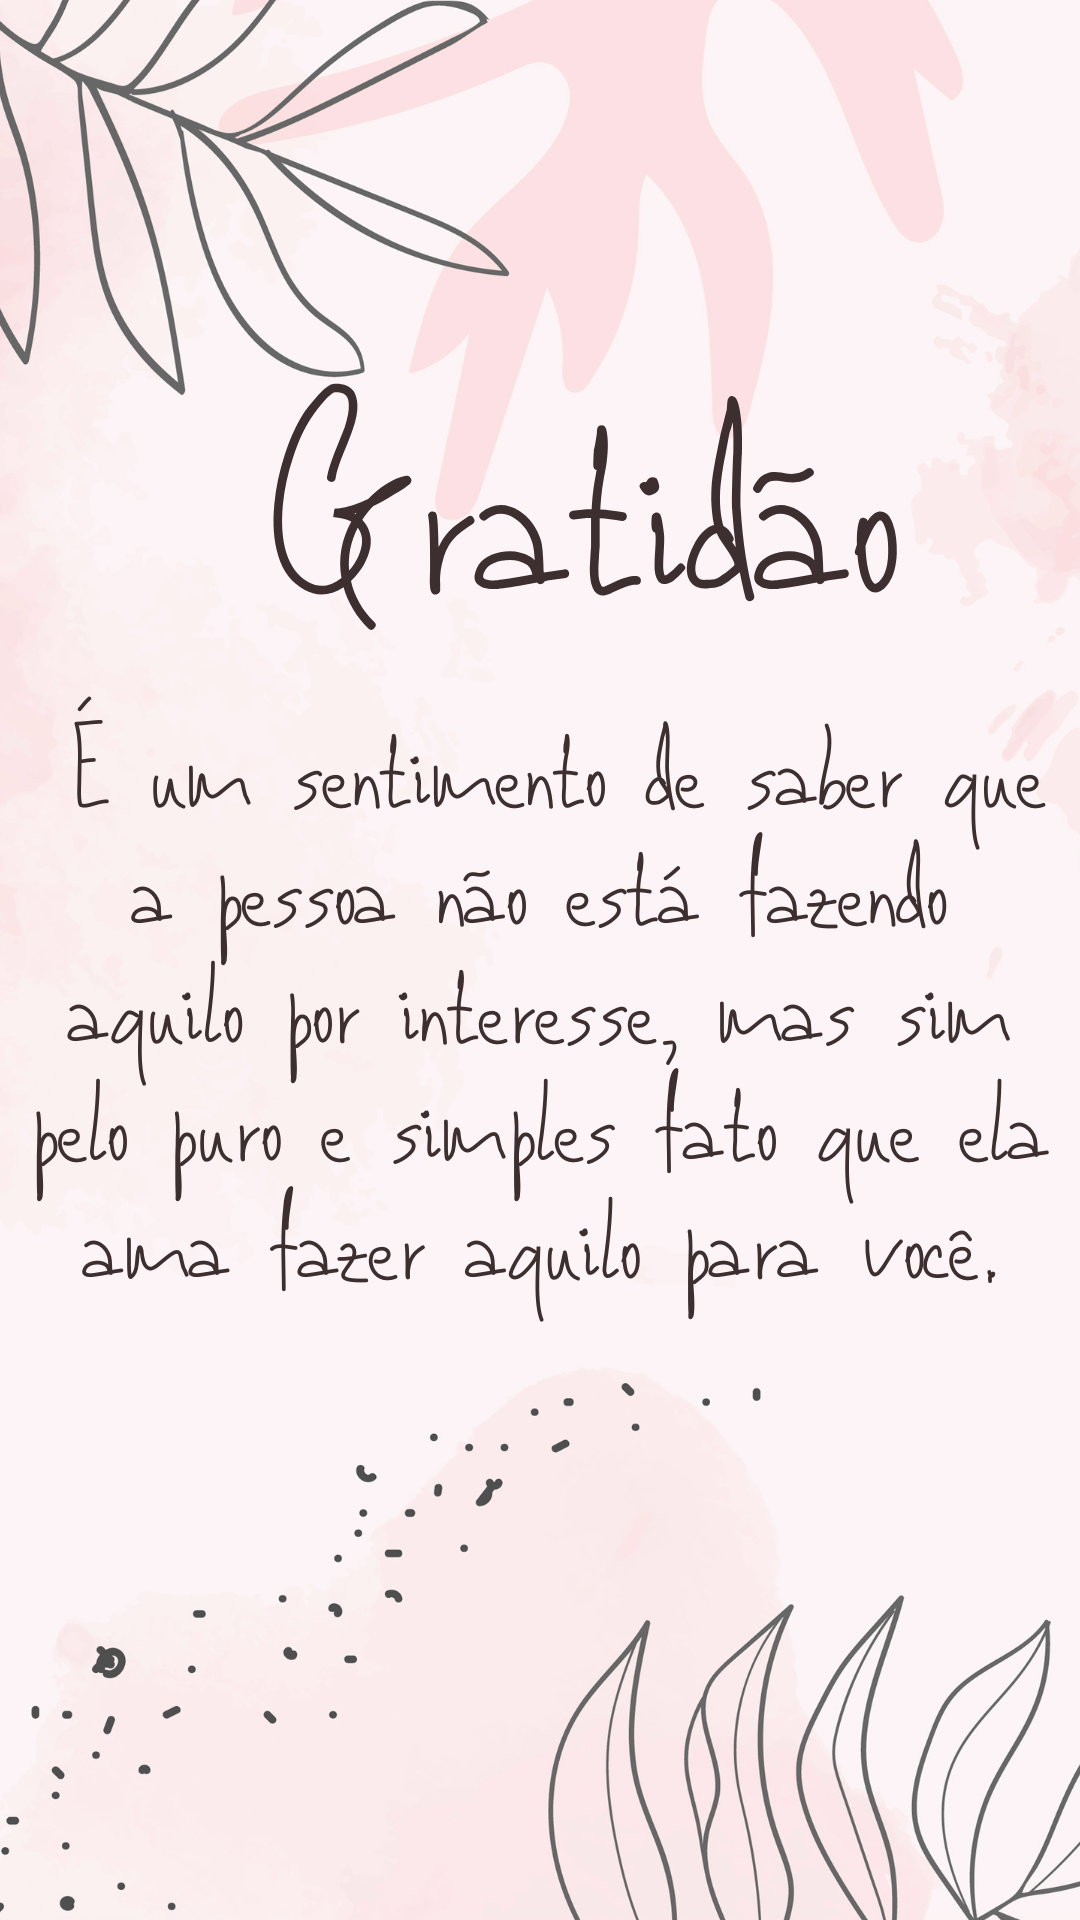 Gratidão
É um sentimento de saber que
a pessoa não está fazendo
aquilo por interesse, mas sim
pelo puro e simples fato que ela
ama fazer aquilo para você.